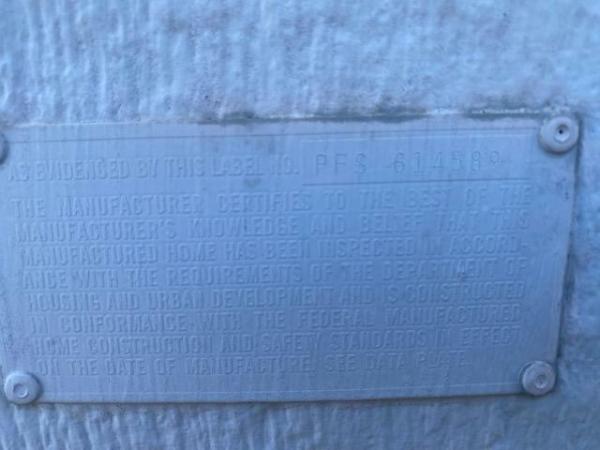 AS EVIDENCED BY THIS LABEL NO. PFS 614589
THE MANUFACTURER CERTIFIES TO THE BEST OF THE
MANUFACTURER'S KNOWLEDGE AND BELIEF THAT THIS
MANUFACTURED HOME HAS BEEN INSPECTED IN ACCORD-
ANCE WITH THE REQUIREMENTS OF THE DEPARTMENT OF
HOUSING AND URBAN DEVELOPMENT AND IS CONSTRUCTED
IN CONFORMANCE WITH THE FEDERAL MANUFACTURED
HOME CONSTRUCTION AND SAFETY STANDARDS IN EFFECT
ON THE DATE OF MANUFACTURE. SEE DATA PLATE.